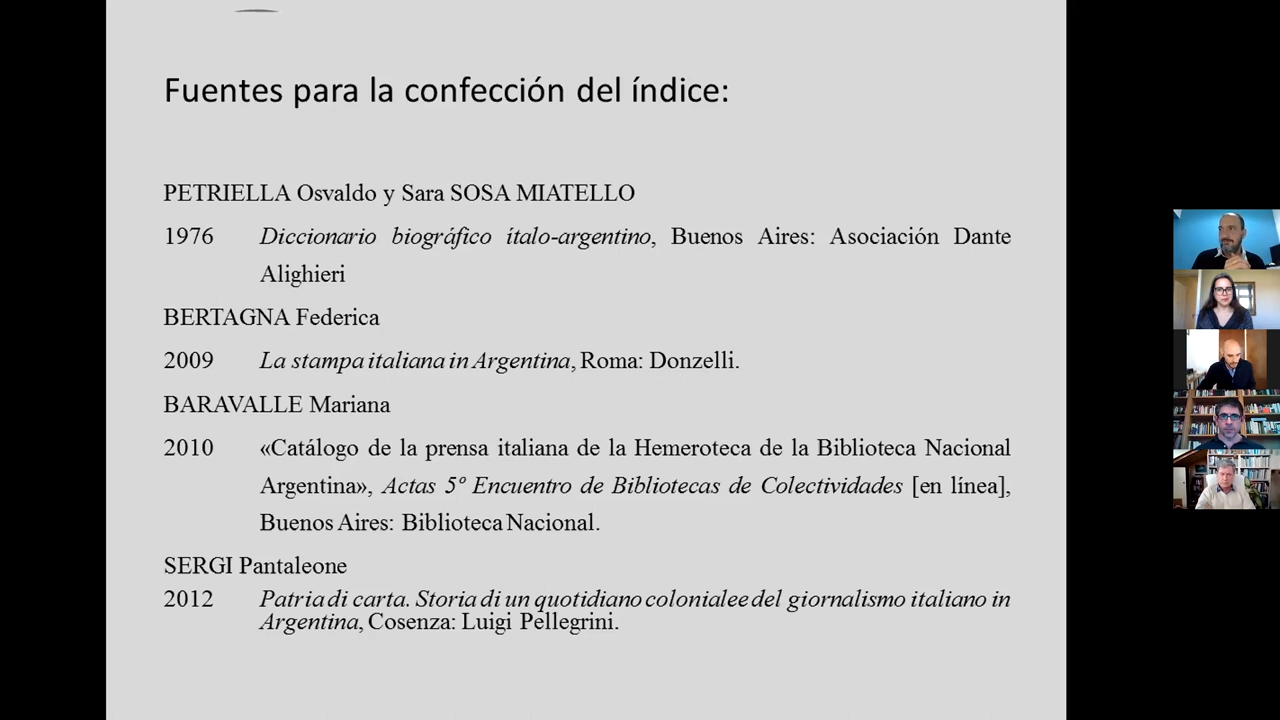 Fuentes para la confección del índice:
PETRIELLA Osvaldo y Sara SOSA MIATELLO
1976 Diccionario biográfico ítalo-argentino, Buenos Aires: Asociación Dante
Alighieri
BERTAGNA Federica
2009 La stampa italiana in Argentina, Roma: Donzelli.
BARAVALLE Mariana
2010 «Catálogo de la prensa italiana de la Hemeroteca de la Biblioteca Nacional
Argentina», Actas 5º Encuentro de Bibliotecas de Colectividades [en línea],
Buenos Aires: Biblioteca Nacional.
SERGI Pantaleone
2012 Patria di carta. Storia di un quotidiano coloniale e del giornalismo italiano in
Argentina, Cosenza: Luigi Pellegrini.